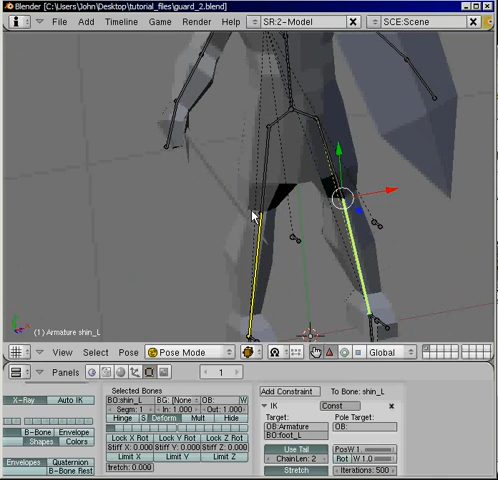 Blender [C:\Users\John\Desktop\tutorial_files\guard_2.blend]
File Add Timeline Game Render Help SR:2-Model SCE:Scene
(1) Armature shin_L
View Select Pose Pose Mode Global
Panels 1
Selected Bones
X-Ray Auto IK
BO:shin_L BG: [None OB: W
Segm: 1 In: 1.000 Out: 1.000
Hinge S Deform Mult Hide
B-Bone Envelope
Shapes Colors
Lock X Rot Lock Y Rot Lock Z Rot
Stiff X: 0.000 Stiff Y: 0.000 Stiff Z: 0.000
Limit X Limit Y Limit Z
tretch: 0.000
Envelopes Quaternion
B-Bone Rest
Add Constraint To Bone: shin_L
IK Const
Target: Pole Target:
OB:Armature OB:
BO:foot_L
Use Tail PosW 1.0
ChainLen: 2 Rot W 1.0
Stretch Iterations: 500